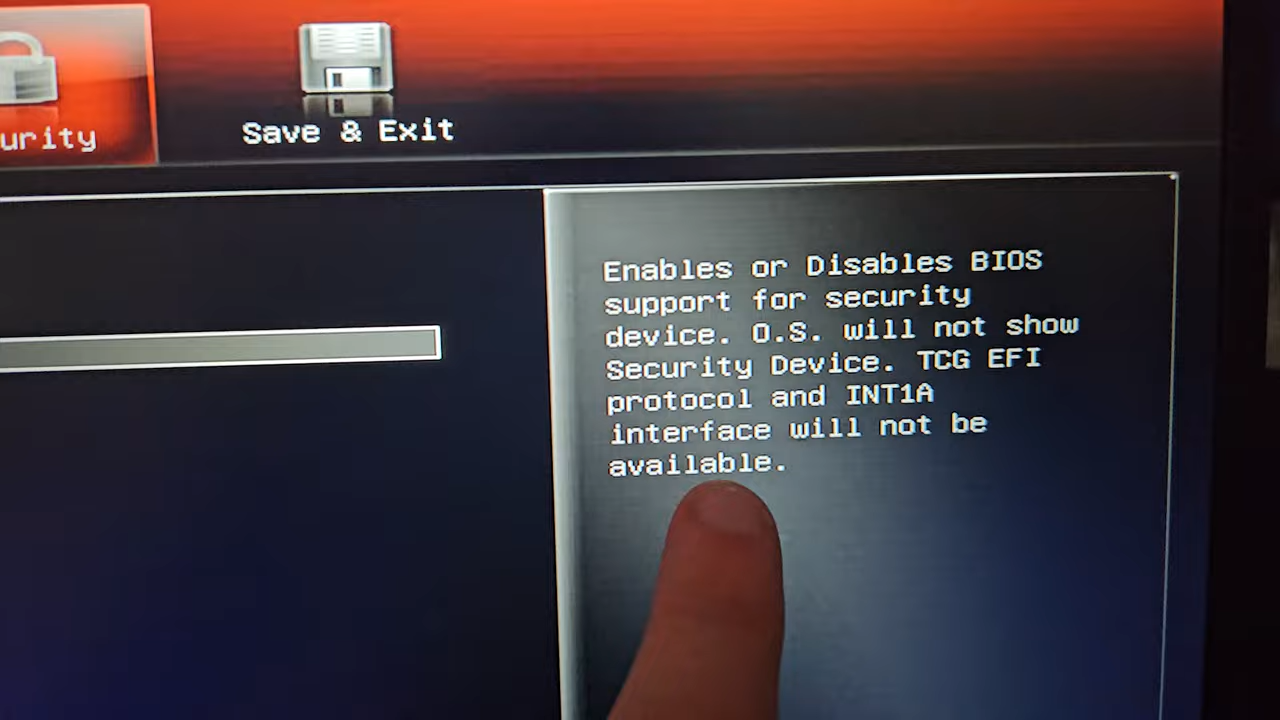 urity
Save & Exit
Enables or Disables BIOS
support for security
device. O.S. will not show
Security Device. TCG EFI
protocol and INT1A
interface will not be
available.